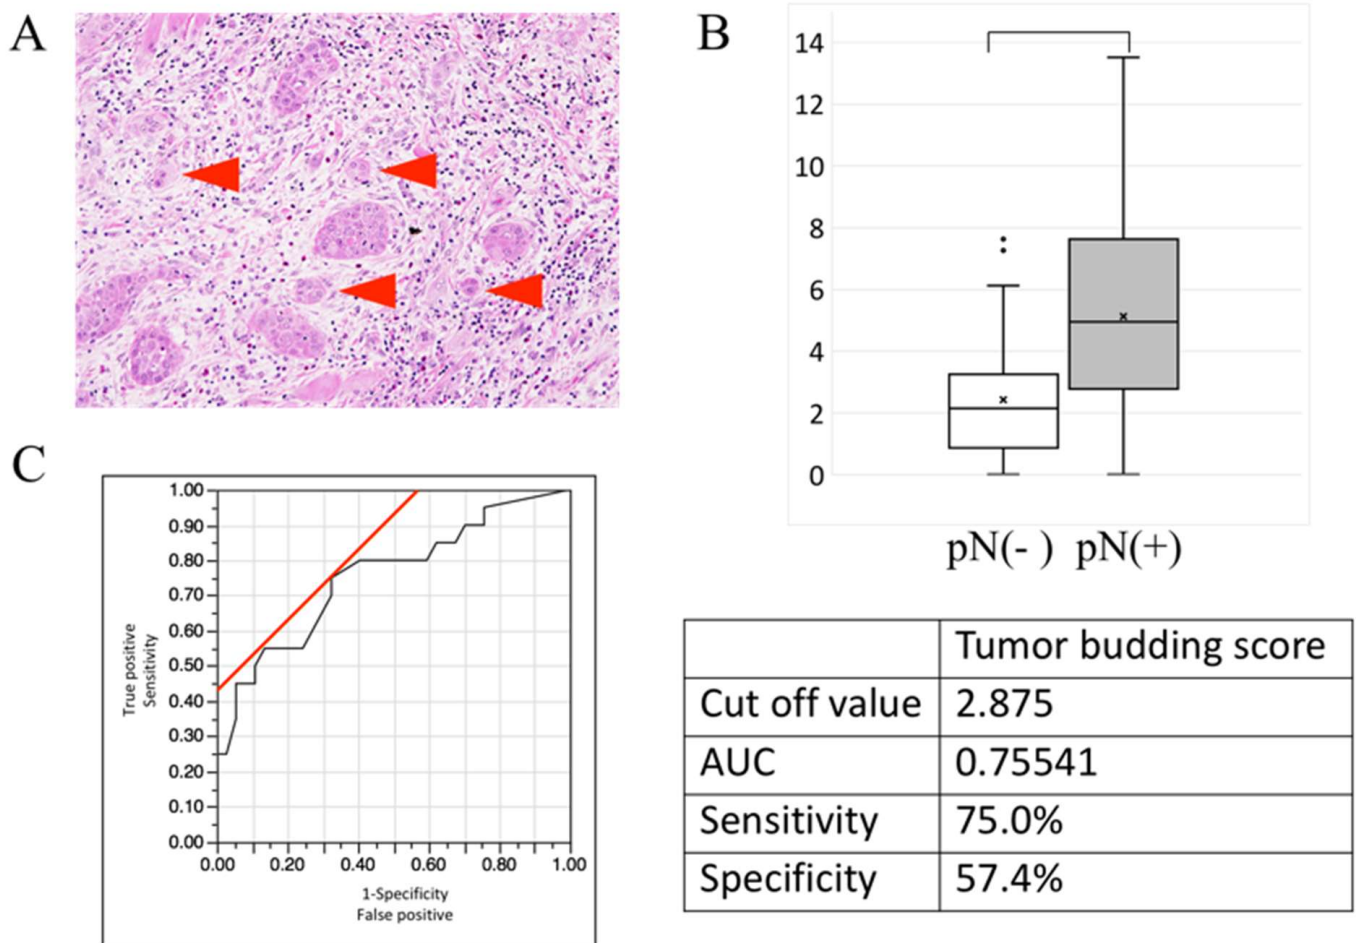 A
B
14
12
10
8
6
4
2
0
pN(- ) pN(+)
C
1.00
0.90
0.80
0.70
0.60
0.50
0.40
0.30
0.20
0.10
0.00
True positive
Sensitivity
0.00 0.20 0.40 0.60 0.80 1.00
1-Specificity
False positive
Tumor budding score
Cut off value 2.875
AUC 0.75541
Sensitivity 75.0%
Specificity 57.4%